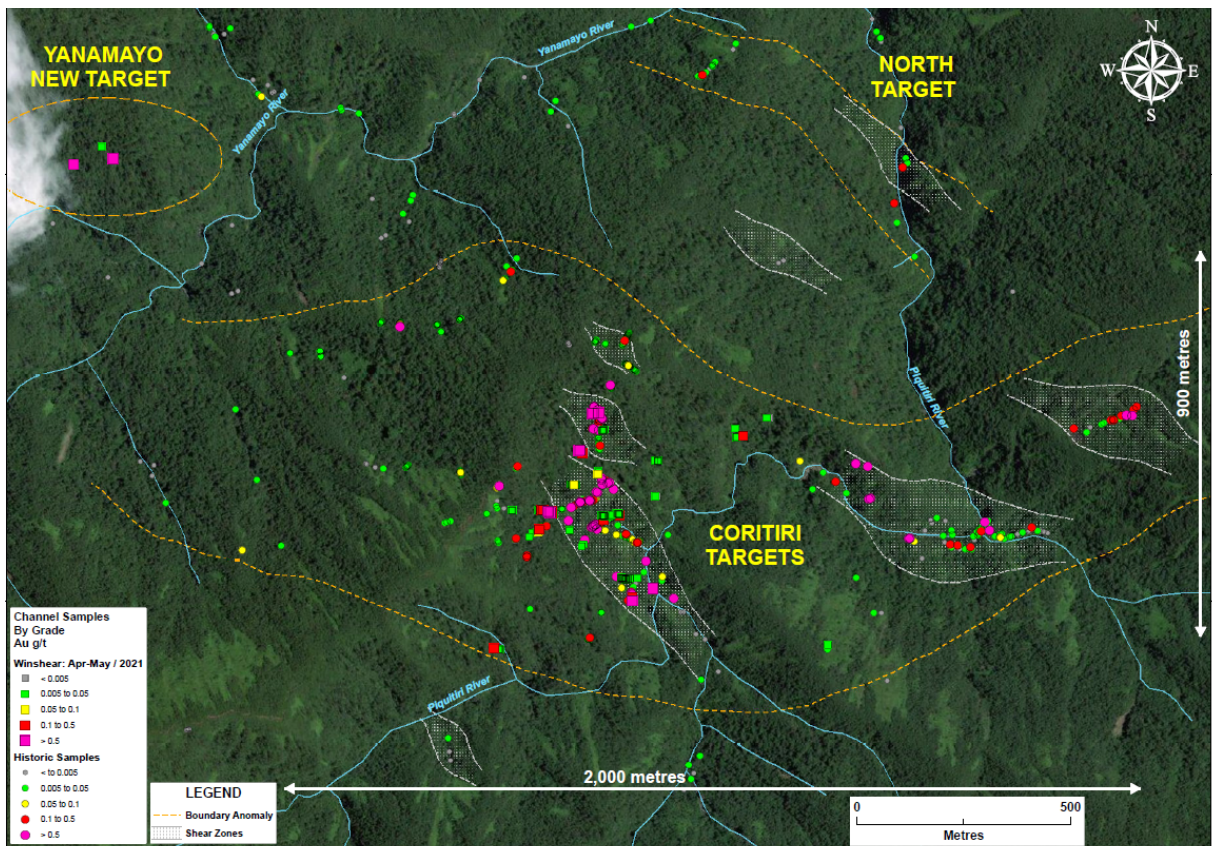 YANAMAYO
NEW TARGET
Yanamayo River
NORTH
TARGET
N
W E
S
Yanamayo River
900 metres
Piquitiri River
CORITIRI
TARGETS
Piquitiri River
2,000 metres
Channel Samples
By Grade
Au g/t
Winshear: Apr-May / 2021
< 0.005
0.005 to 0.05
0.05 to 0.1
0.1 to 0.5
> 0.5
Historic Samples
< to 0.005
0.005 to 0.05
0.05 to 0.1
0.1 to 0.5
> 0.5
LEGEND
Boundary Anomaly
Shear Zones
0 500
Metres